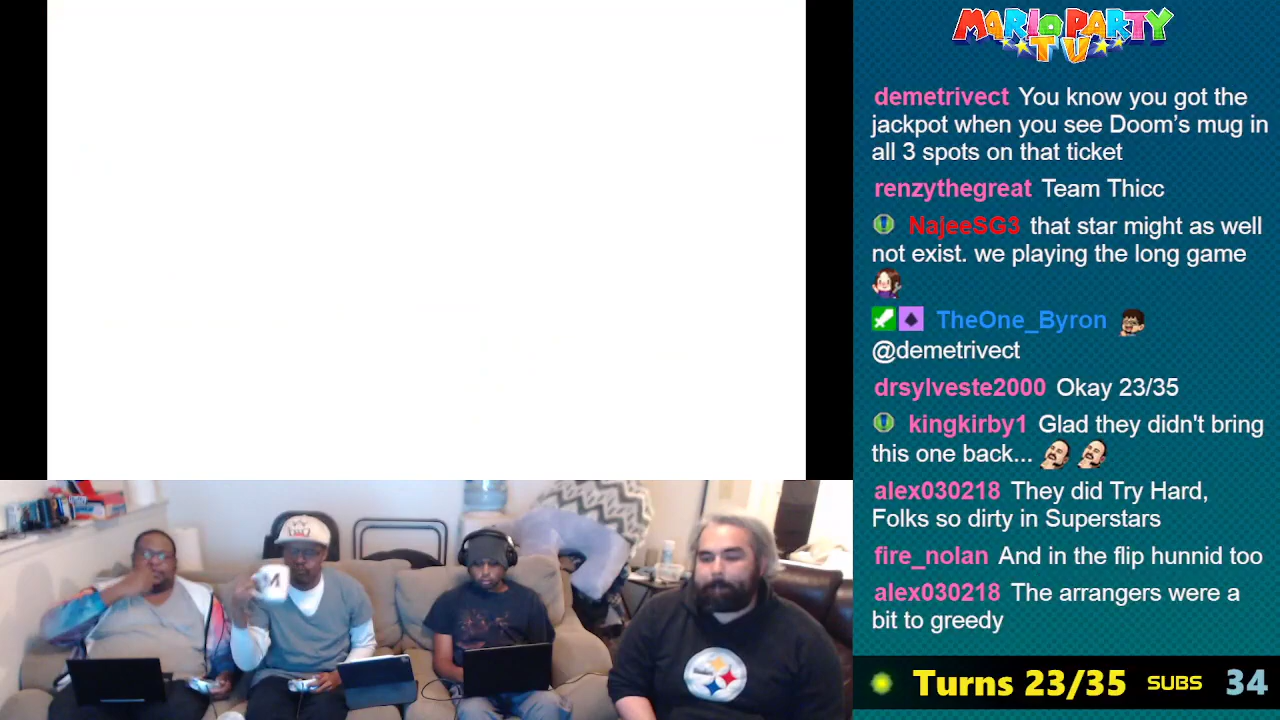 MARIO PARTY
TV
demetrivect You know you got the
jackpot when you see Doom’s mug in
all 3 spots on that ticket
renzythegreat Team Thicc
NajeeSG3 that star might as well
not exist. we playing the long game
TheOne_Byron
@demetrivect
drsylveste2000 Okay 23/35
kingkirby1 Glad they didn't bring
this one back...
alex030218 They did Try Hard,
Folks so dirty in Superstars
fire_nolan And in the flip hunnid too
alex030218 The arrangers were a
bit to greedy
Turns 23/35 SUBS 34
M
Steelers